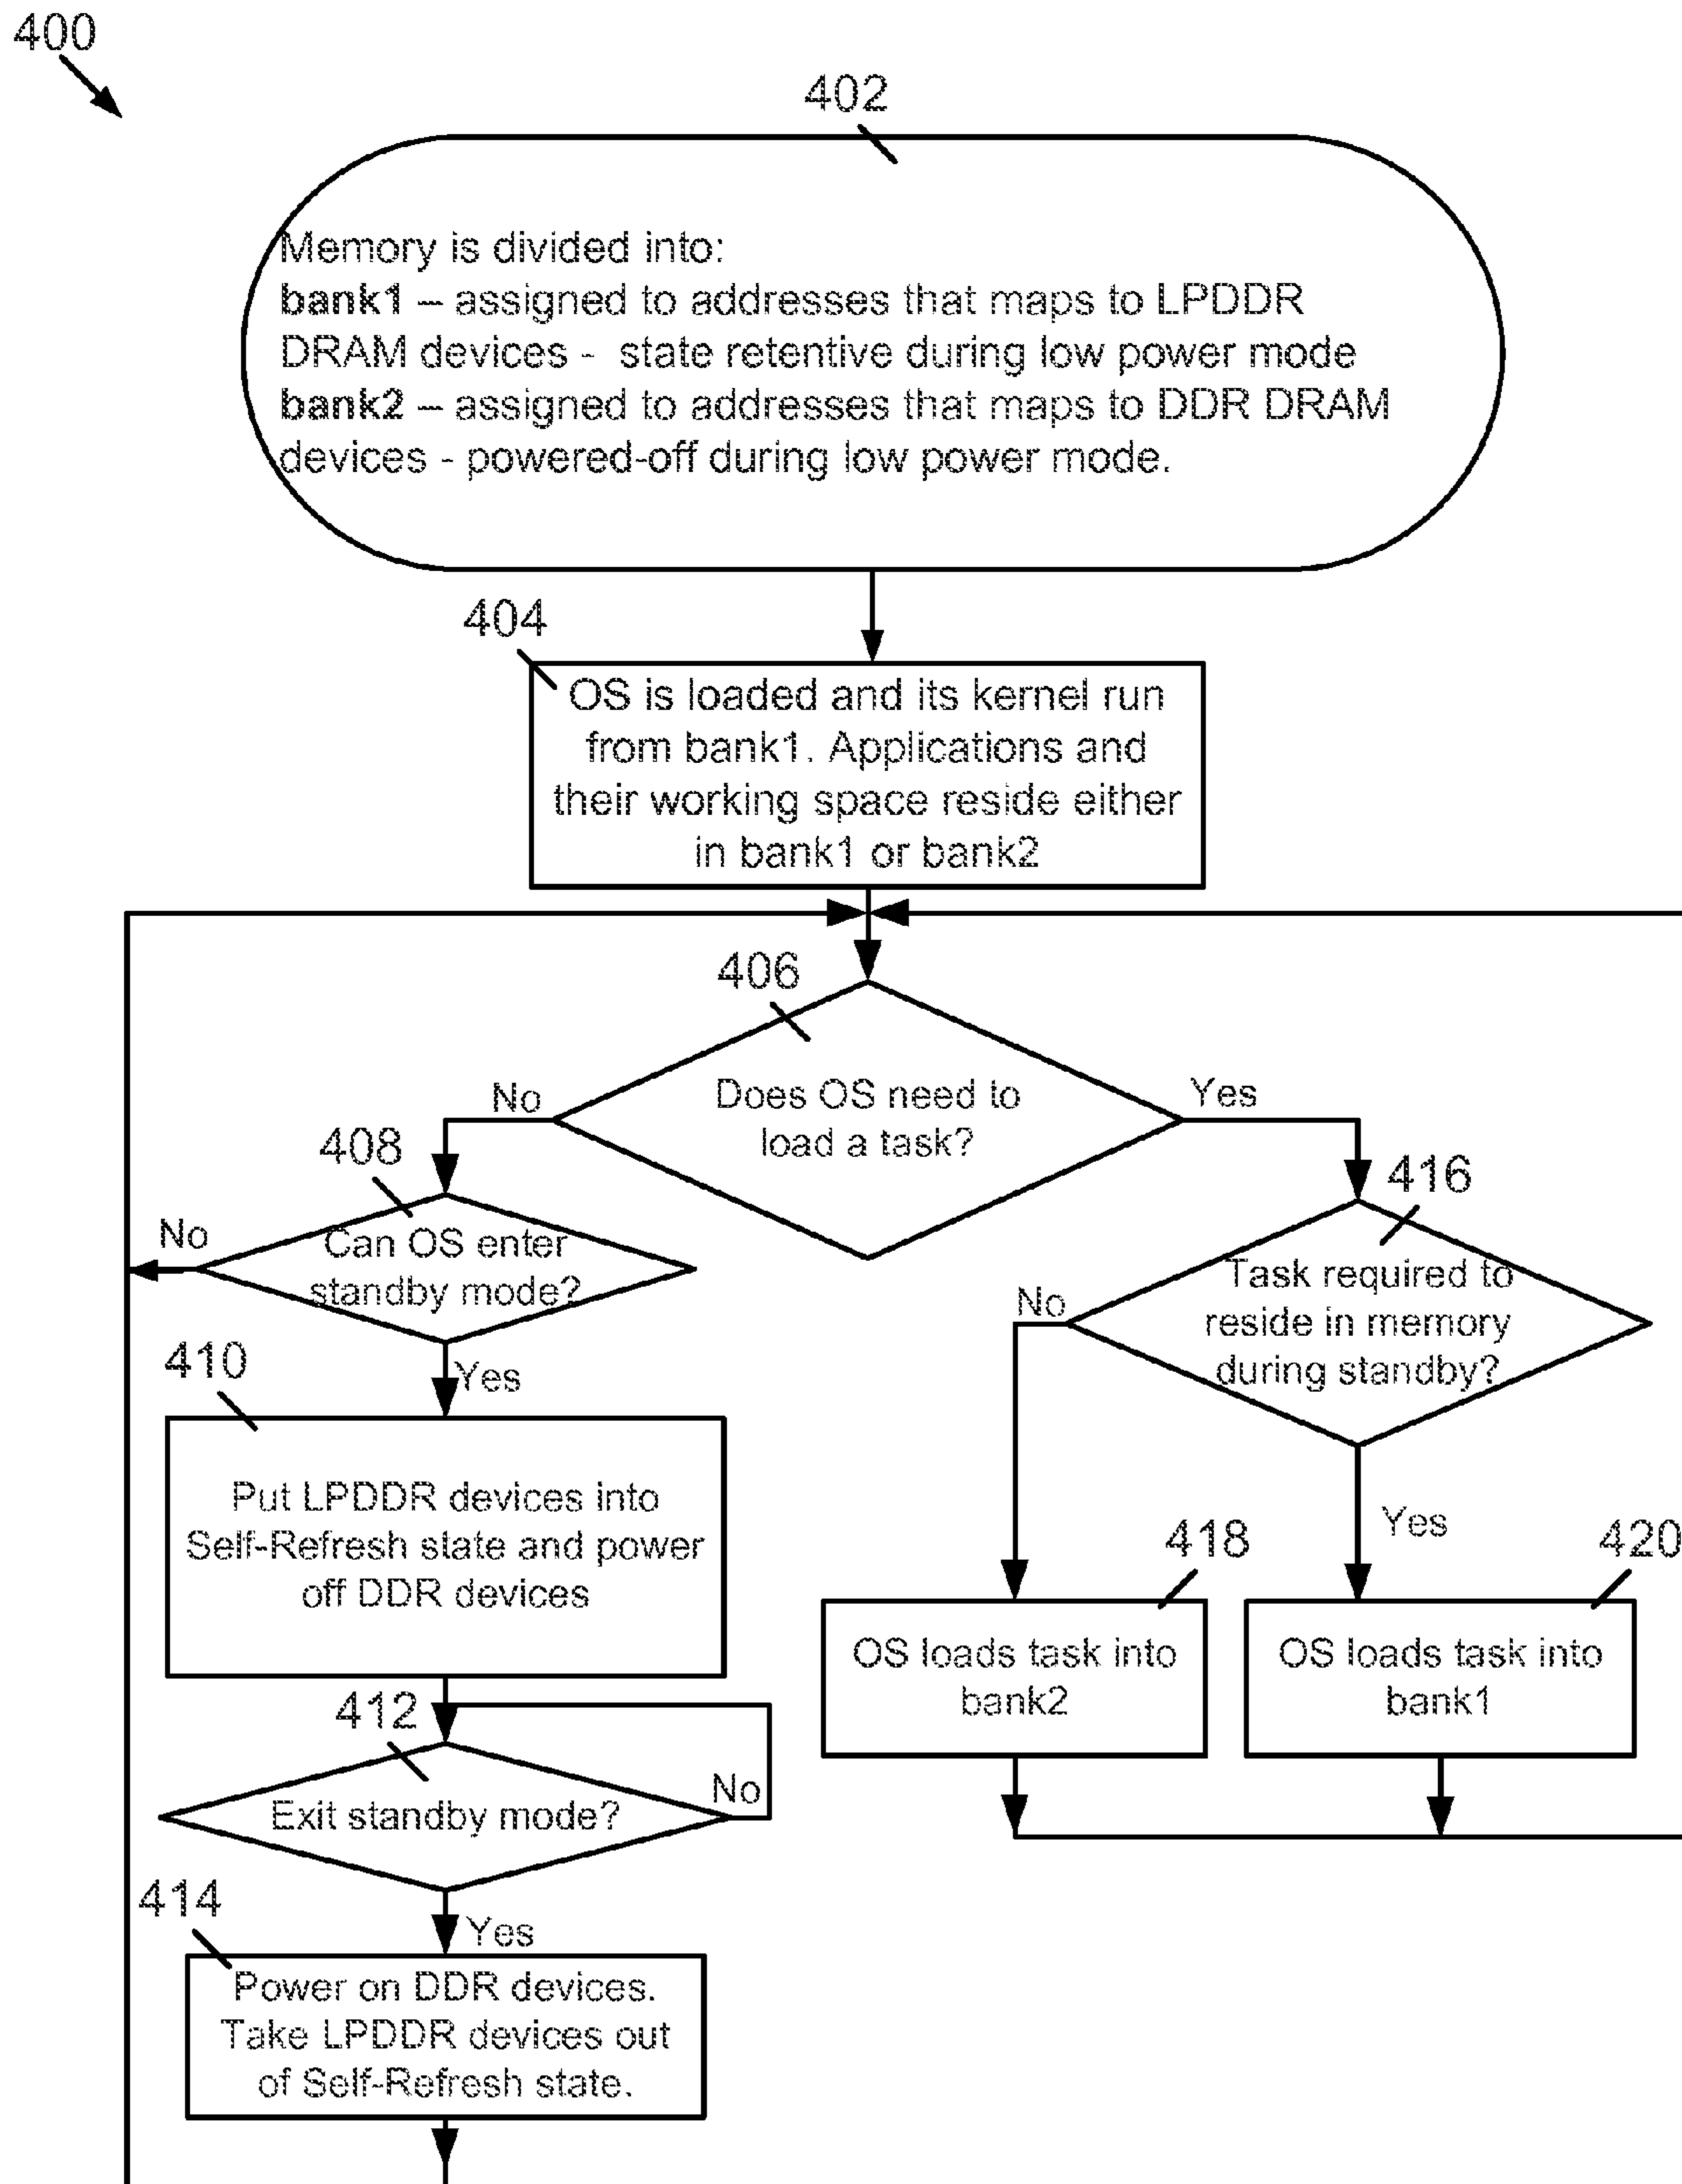 400
402
Memory is divided into:
bank1 – assigned to addresses that maps to LPDDR
DRAM devices - state retentive during low power mode
bank2 – assigned to addresses that maps to DDR DRAM
devices - powered-off during low power mode.
404
OS is loaded and its kernel run
from bank1. Applications and
their working space reside either
in bank1 or bank2
406
Does OS need to
load a task?
No
Yes
408
Can OS enter
standby mode?
No
Yes
410
Put LPDDR devices into
Self-Refresh state and power
off DDR devices
412
Exit standby mode?
No
Yes
414
Power on DDR devices.
Take LPDDR devices out
of Self-Refresh state.
416
Task required to
reside in memory
during standby?
No
Yes
418
OS loads task into
bank2
420
OS loads task into
bank1